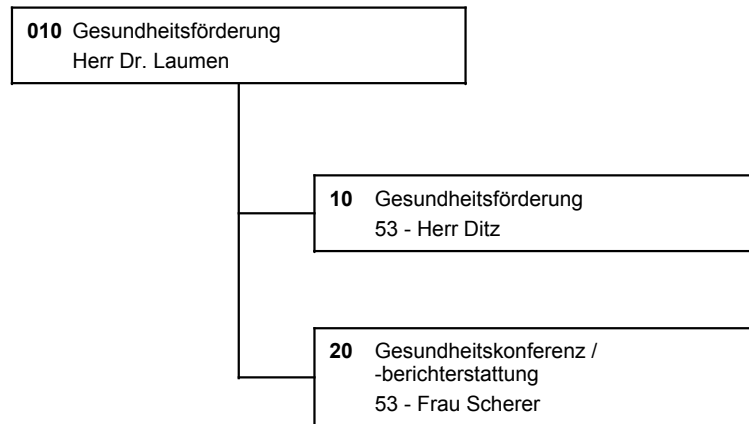 010 Gesundheitsförderung
Herr Dr. Laumen
10 Gesundheitsförderung
53 - Herr Ditz
20 Gesundheitskonferenz /
-berichterstattung
53 - Frau Scherer